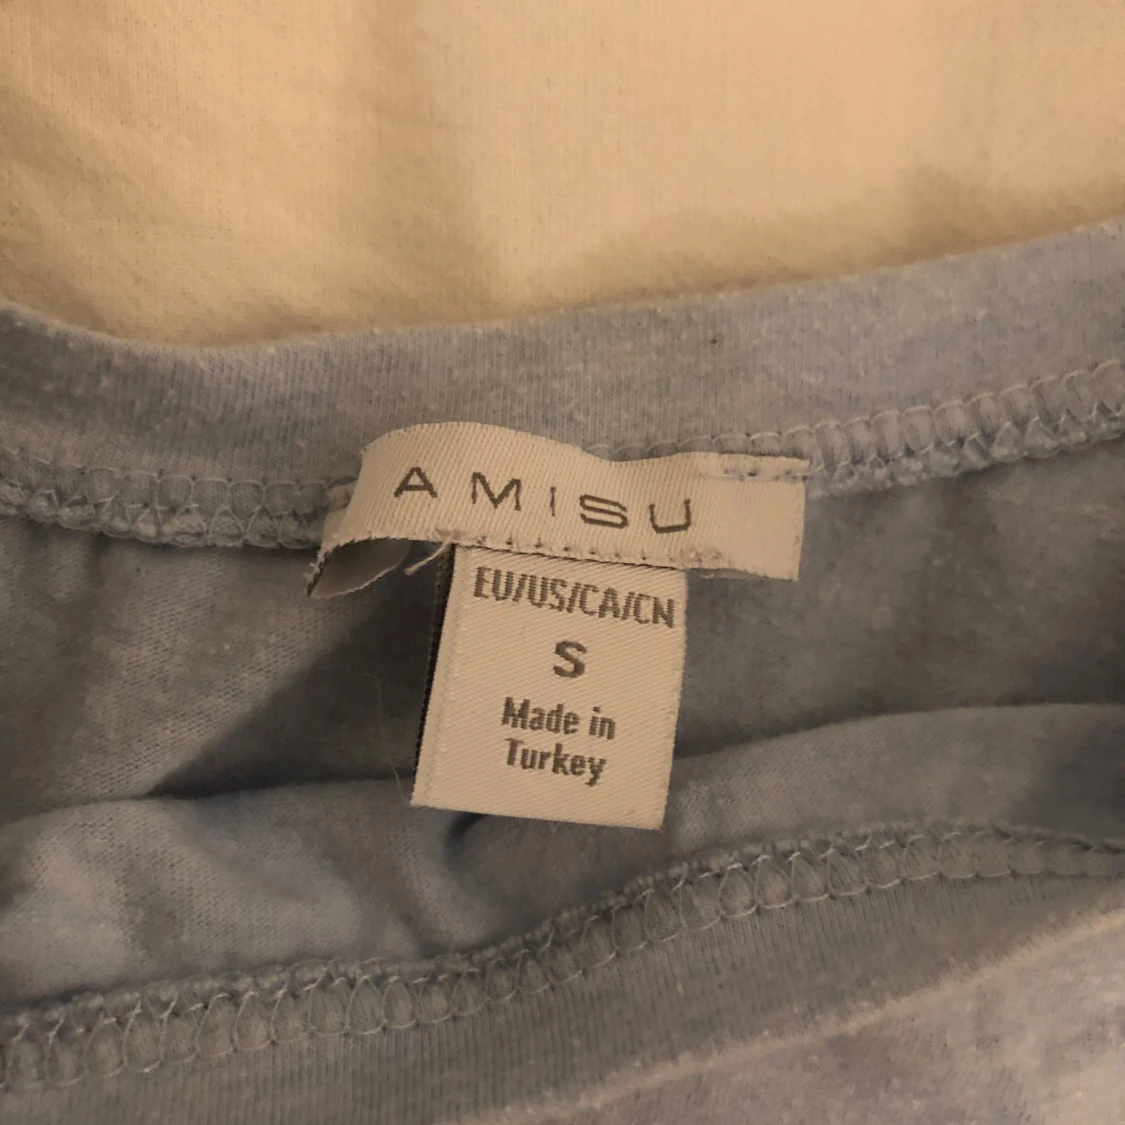 AMISU
EU/US/CA/CN
S
Made in
Turkey